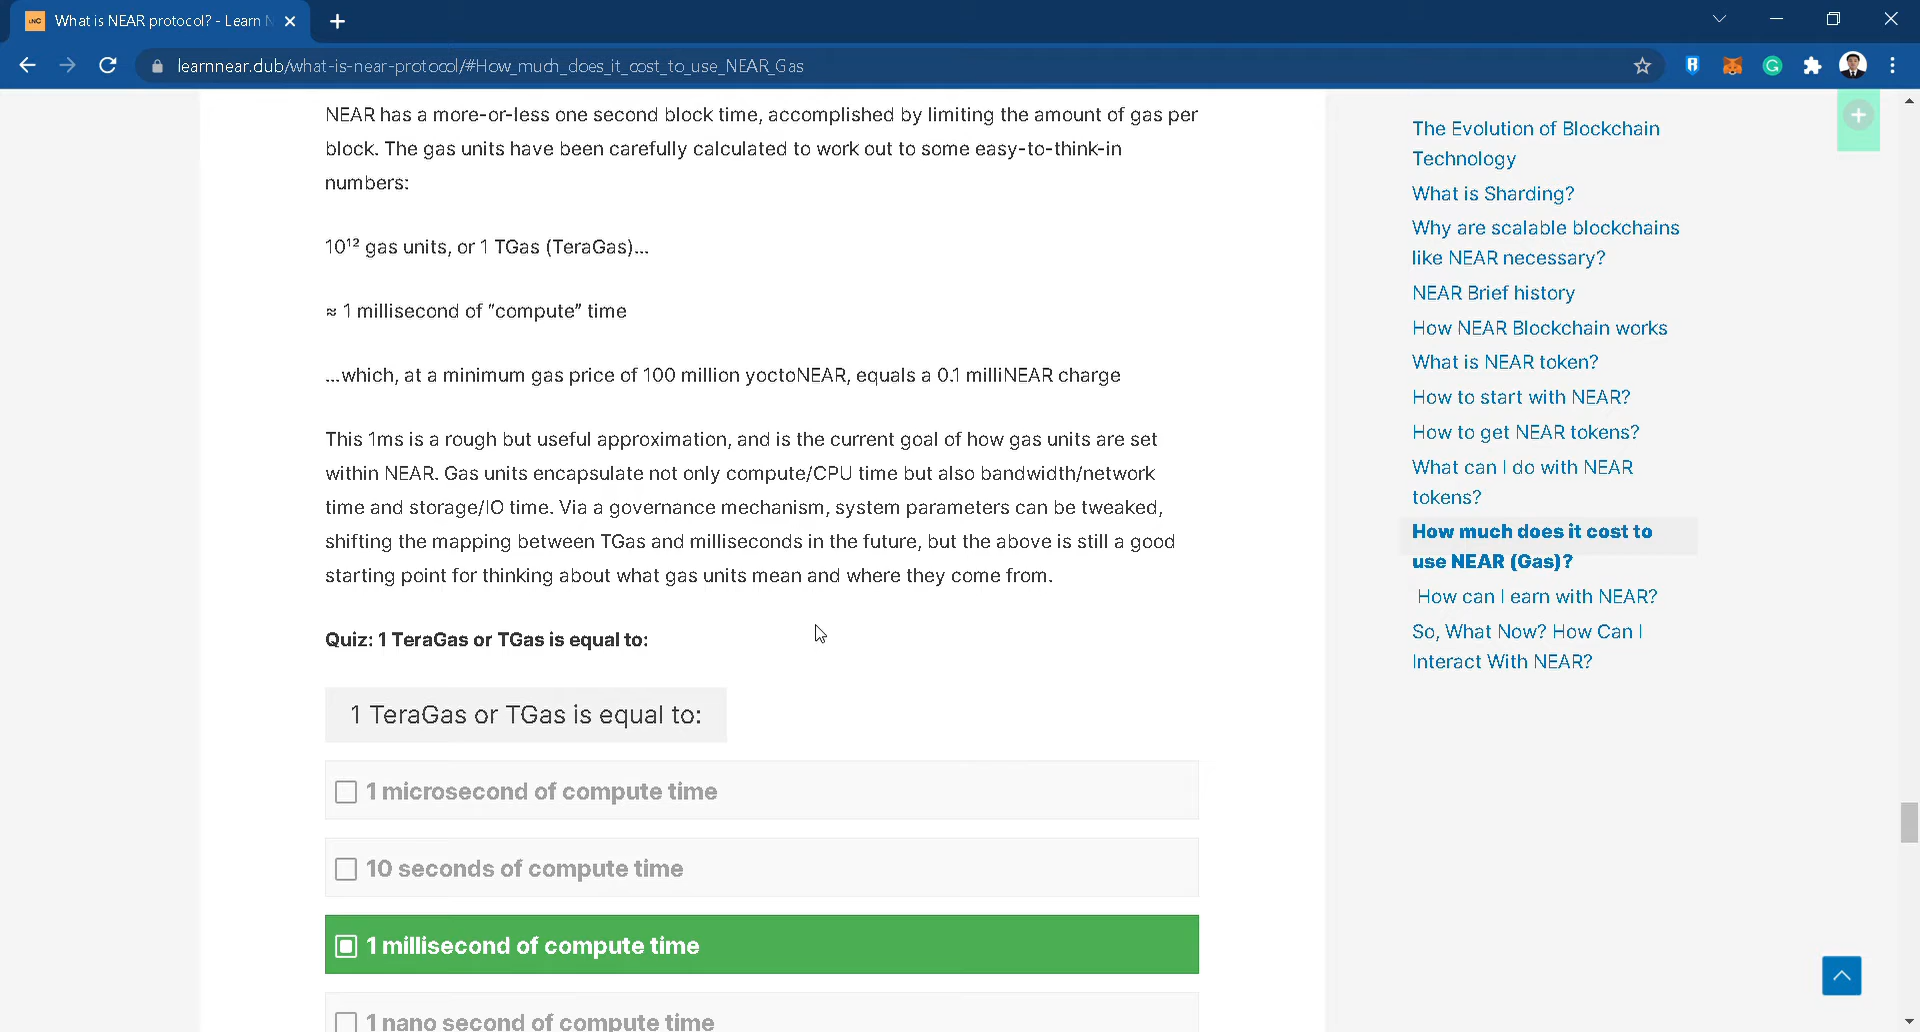 What is NEAR protocol? - Learn N
learnnear.club/what-is-near-protocol/#How_much_does_it_cost_to_use_NEAR_Gas
NEAR has a more-or-less one second block time, accomplished by limiting the amount of gas per
block. The gas units have been carefully calculated to work out to some easy-to-think-in
numbers:
10¹² gas units, or 1 TGas (TeraGas)…
≈ 1 millisecond of “compute” time
…which, at a minimum gas price of 100 million yoctoNEAR, equals a 0.1 milliNEAR charge
This 1ms is a rough but useful approximation, and is the current goal of how gas units are set
within NEAR. Gas units encapsulate not only compute/CPU time but also bandwidth/network
time and storage/IO time. Via a governance mechanism, system parameters can be tweaked,
shifting the mapping between TGas and milliseconds in the future, but the above is still a good
starting point for thinking about what gas units mean and where they come from.
Quiz: 1 TeraGas or TGas is equal to:
1 TeraGas or TGas is equal to:
1 microsecond of compute time
10 seconds of compute time
1 millisecond of compute time
1 nano second of compute time
The Evolution of Blockchain
Technology
What is Sharding?
Why are scalable blockchains
like NEAR necessary?
NEAR Brief history
How NEAR Blockchain works
What is NEAR token?
How to start with NEAR?
How to get NEAR tokens?
What can I do with NEAR
tokens?
How much does it cost to
use NEAR (Gas)?
How can I earn with NEAR?
So, What Now? How Can I
Interact With NEAR?